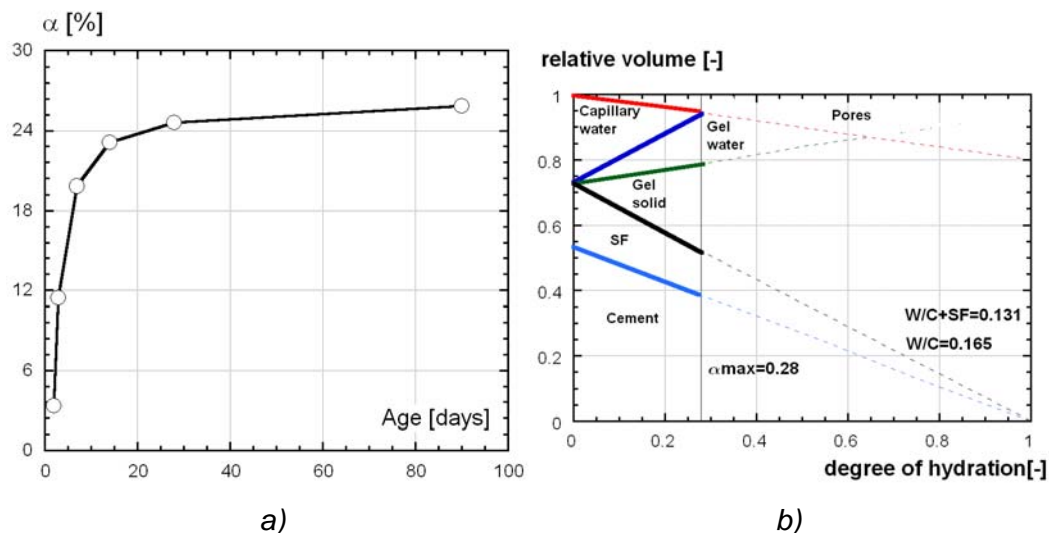 α [%]
30
24
18
12
6
0
Age [days]
0 20 40 60 80 100
a)
relative volume [-]
1
0.8
0.6
0.4
0.2
0
Capillary
water
Gel
water
Pores
Gel
solid
SF
Cement
W/C+SF=0.131
W/C=0.165
αmax=0.28
0 0.2 0.4 0.6 0.8 1
degree of hydration[-]
b)